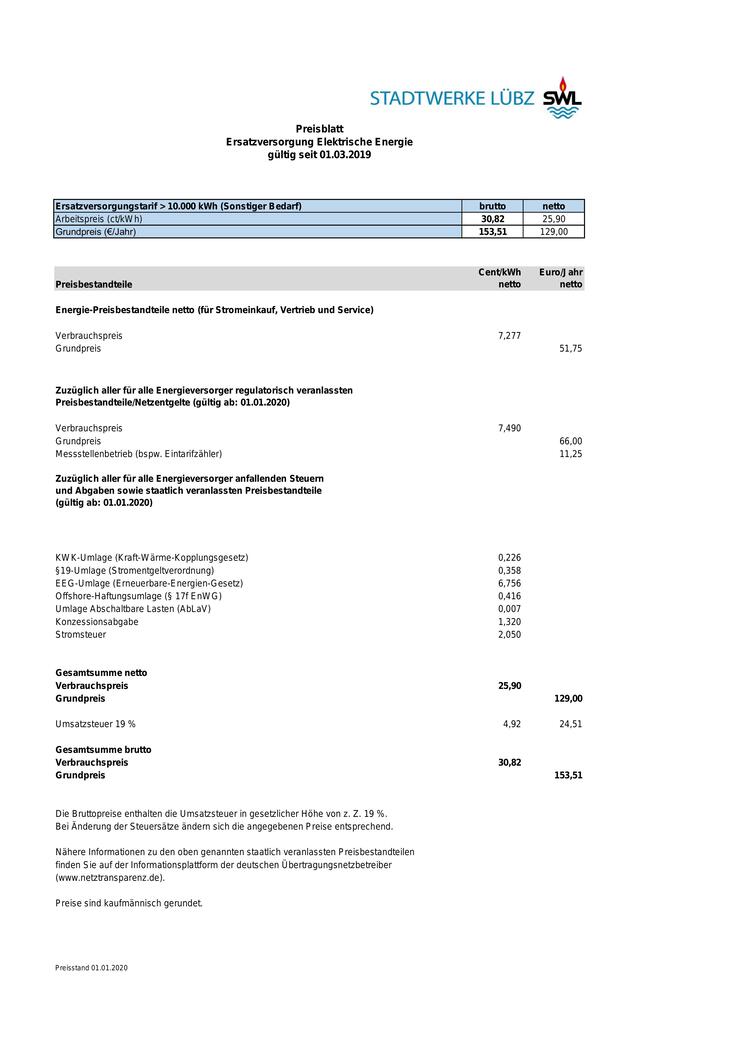 STADTWERKE LÜBZ SWL
Preisblatt
Ersatzversorgung Elektrische Energie
gültig seit 01.03.2019
Ersatzversorgungstarif > 10.000 kWh (Sonstiger Bedarf) brutto netto
Arbeitspreis (ct/kWh) 30,82 25,90
Grundpreis (€/Jahr) 153,51 129,00
Cent/kWh Euro/Jahr
Preisbestandteile netto netto
Energie-Preisbestandteile netto (für Stromeinkauf, Vertrieb und Service)
Verbrauchspreis 7,277
Grundpreis 51,75
Zuzüglich aller für alle Energieversorger regulatorisch veranlassten
Preisbestandteile/Netzentgelte (gültig ab: 01.01.2020)
Verbrauchspreis 7,490
Grundpreis 66,00
Messstellenbetrieb (bspw. Eintarifzähler) 11,25
Zuzüglich aller für alle Energieversorger anfallenden Steuern
und Abgaben sowie staatlich veranlassten Preisbestandteile
(gültig ab: 01.01.2020)
KWK-Umlage (Kraft-Wärme-Kopplungsgesetz) 0,226
§19-Umlage (Stromentgeltverordnung) 0,358
EEG-Umlage (Erneuerbare-Energien-Gesetz) 6,756
Offshore-Haftungsumlage (§ 17f EnWG) 0,416
Umlage Abschaltbare Lasten (AbLaV) 0,007
Konzessionsabgabe 1,320
Stromsteuer 2,050
Gesamtsumme netto
Verbrauchspreis 25,90
Grundpreis 129,00
Umsatzsteuer 19 % 4,92 24,51
Gesamtsumme brutto
Verbrauchspreis 30,82
Grundpreis 153,51
Die Bruttopreise enthalten die Umsatzsteuer in gesetzlicher Höhe von z. Z. 19 %.
Bei Änderung der Steuersätze ändern sich die angegebenen Preise entsprechend.
Nähere Informationen zu den oben genannten staatlich veranlassten Preisbestandteilen
finden Sie auf der Informationsplattform der deutschen Übertragungsnetzbetreiber
(www.netztransparenz.de).
Preise sind kaufmännisch gerundet.
Preisstand 01.01.2020